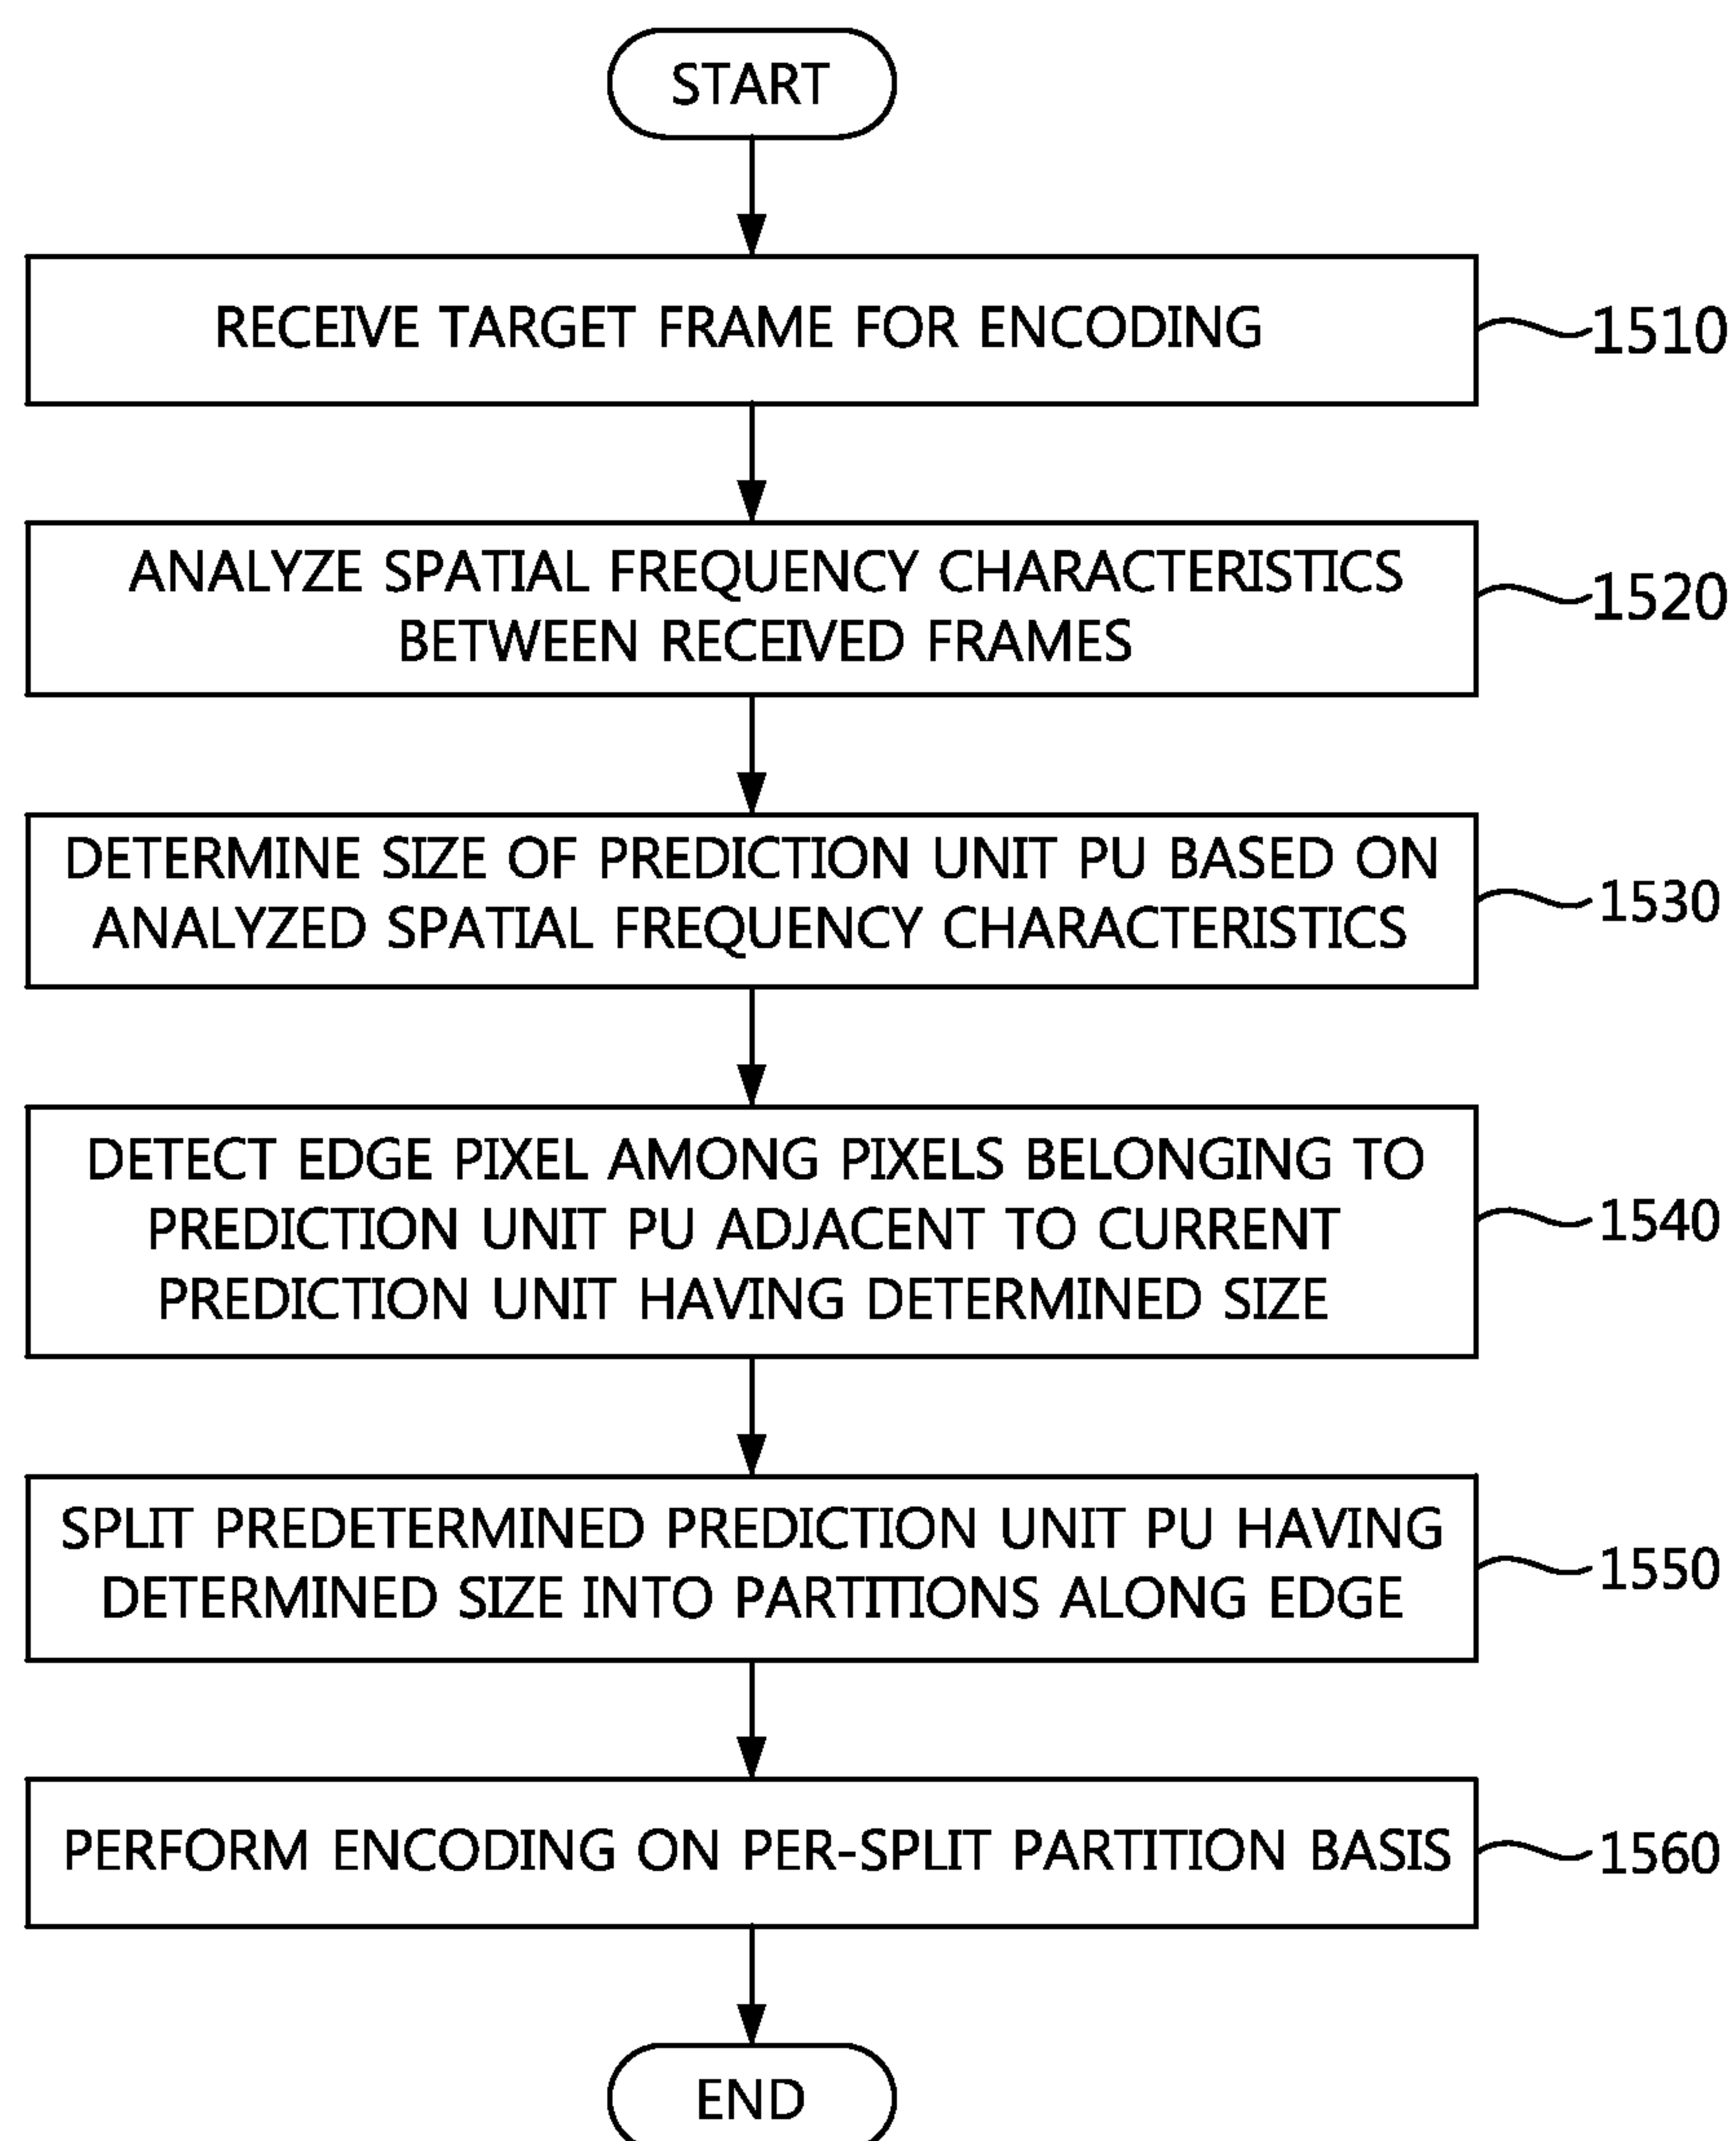 START
RECEIVE TARGET FRAME FOR ENCODING
1510
ANALYZE SPATIAL FREQUENCY CHARACTERISTICS
BETWEEN RECEIVED FRAMES
1520
DETERMINE SIZE OF PREDICTION UNIT PU BASED ON
ANALYZED SPATIAL FREQUENCY CHARACTERISTICS
1530
DETECT EDGE PIXEL AMONG PIXELS BELONGING TO
PREDICTION UNIT PU ADJACENT TO CURRENT
PREDICTION UNIT HAVING DETERMINED SIZE
1540
SPLIT PREDETERMINED PREDICTION UNIT PU HAVING
DETERMINED SIZE INTO PARTITIONS ALONG EDGE
1550
PERFORM ENCODING ON PER-SPLIT PARTITION BASIS
1560
END